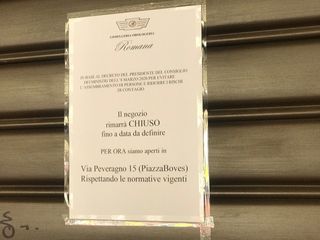 GIOIELLERIA OROLOGERIA
Romana
IN BASE AL DECRETO DEL PRESIDENTE DEL CONSIGLIO
DEI MINISTRI DELL'8 MARZO 2020 PER EVITARE
L'ASSEMBRAMENTO DI PERSONE E RIDURRE I RISCHI
DI CONTAGIO
Il negozio
rimarrà CHIUSO
fino a data da definire
PER ORA siamo aperti in
Via Peveragno 15 (PiazzaBoves)
Rispettando le normative vigenti